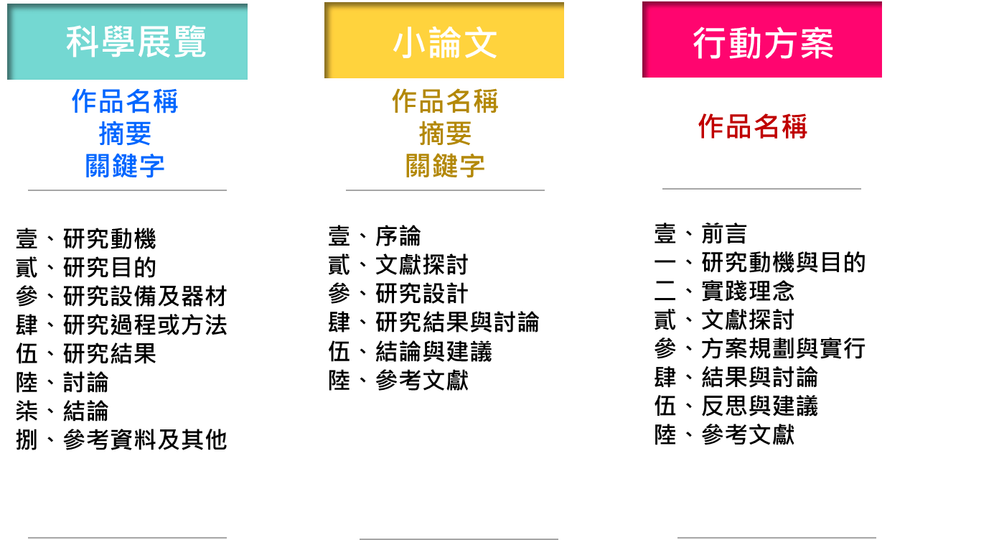 科學展覽
作品名稱
摘要
關鍵字
壹、研究動機
貳、研究目的
參、研究設備及器材
肆、研究過程或方法
伍、研究結果
陸、討論
柒、結論
捌、參考資料及其他
小論文
作品名稱
摘要
關鍵字
壹、序論
貳、文獻探討
參、研究設計
肆、研究結果與討論
伍、結論與建議
陸、參考文獻
行動方案
作品名稱
壹、前言
一、研究動機與目的
二、實踐理念
貳、文獻探討
參、方案規劃與實行
肆、結果與討論
伍、反思與建議
陸、參考文獻